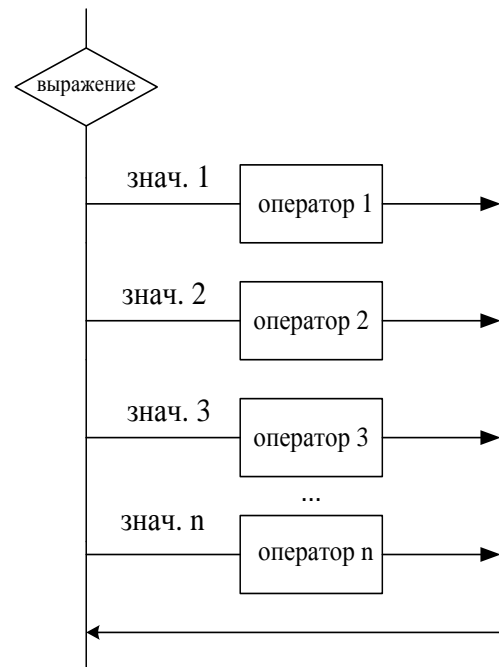 выражение
знач. 1
оператор 1
знач. 2
оператор 2
знач. 3
оператор 3
...
знач. n
оператор n